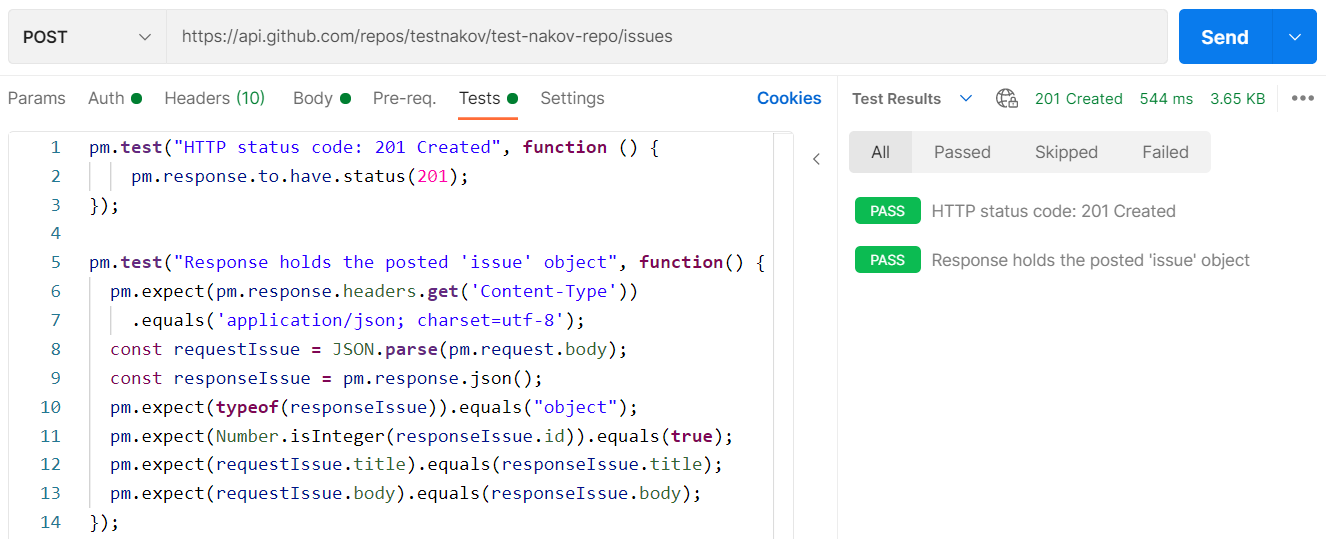 POST https://api.github.com/repos/testnakov/test-nakov-repo/issues Send
Params Auth Headers (10) Body Pre-req. Tests Settings Cookies
1 pm.test("HTTP status code: 201 Created", function () {
2 pm.response.to.have.status(201);
3 });
4
5 pm.test("Response holds the posted 'issue' object", function() {
6 pm.expect(pm.response.headers.get('Content-Type'))
7 .equals('application/json; charset=utf-8');
8 const requestIssue = JSON.parse(pm.request.body);
9 const responseIssue = pm.response.json();
10 pm.expect(typeof(responseIssue)).equals("object");
11 pm.expect(Number.isInteger(responseIssue.id)).equals(true);
12 pm.expect(requestIssue.title).equals(responseIssue.title);
13 pm.expect(requestIssue.body).equals(responseIssue.body);
14 });
Test Results 201 Created 544 ms 3.65 KB
All Passed Skipped Failed
PASS HTTP status code: 201 Created
PASS Response holds the posted 'issue' object